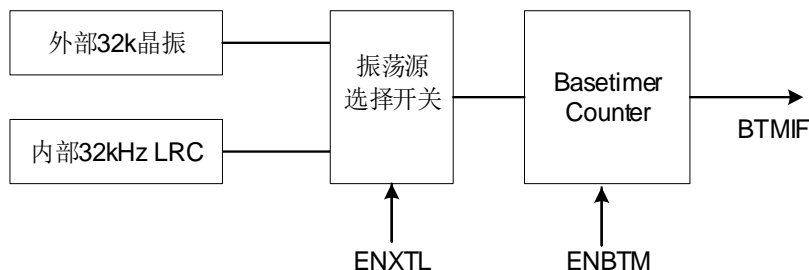 外部32k晶振
内部32kHz LRC
振荡源
选择开关
Basetimer
Counter
BTMIF
ENXTL
ENBTM